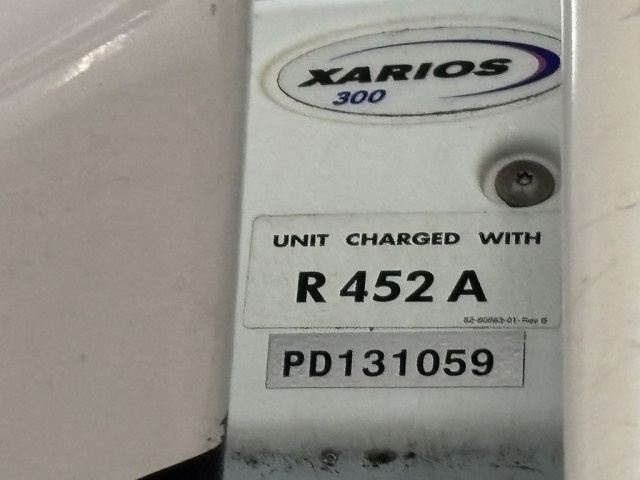 XARIOS
300
UNIT CHARGED WITH
R 452 A
82-60983-01-Rev B
PD131059